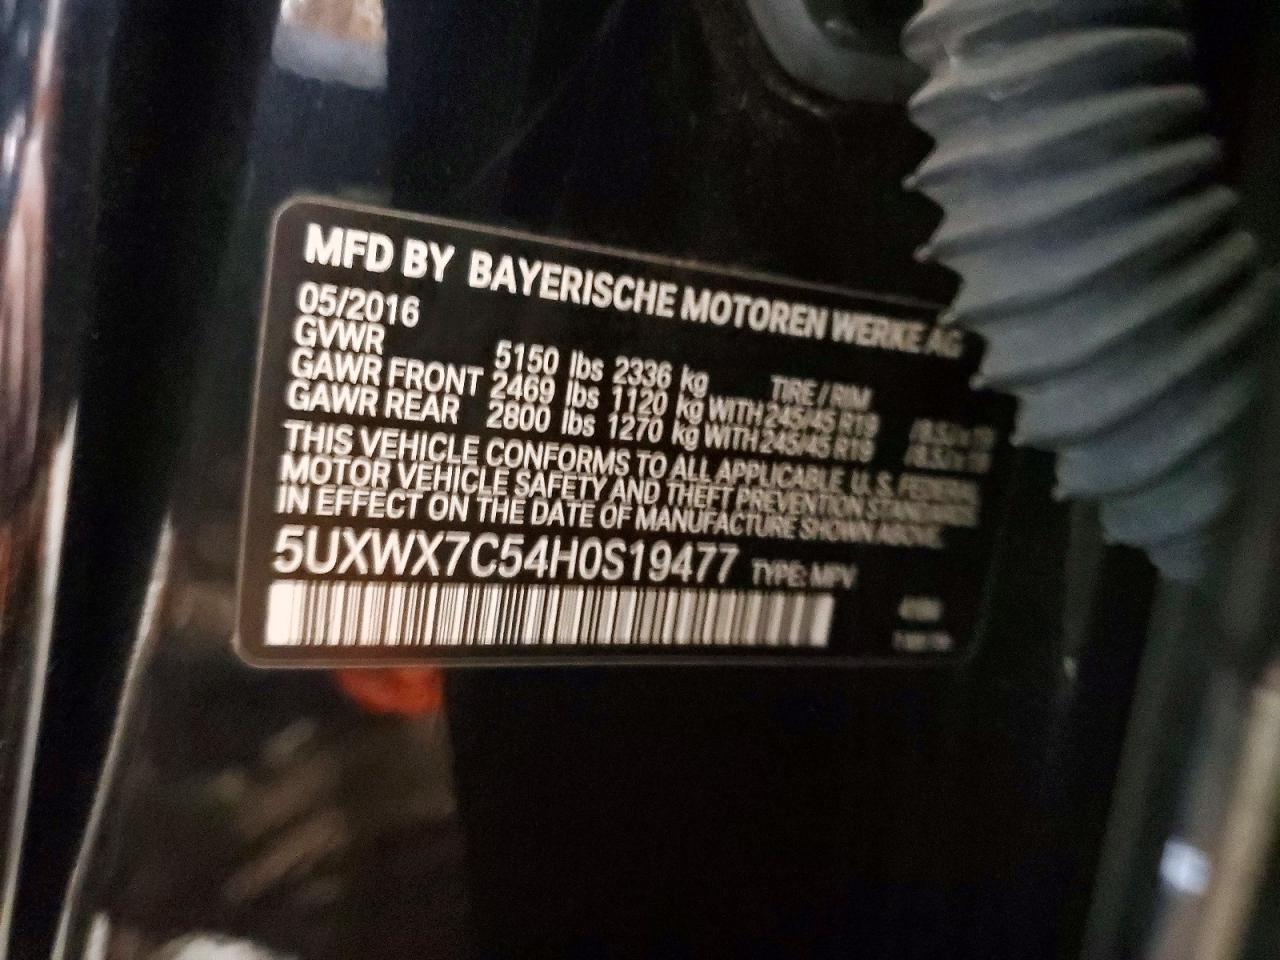 MFD BY BAYERISCHE MOTOREN WERKE AG
05/2016
GVWR 5150 lbs 2336 kg TIRE / RIM
GAWR FRONT 2469 lbs 1120 kg WITH 245/45 R19
GAWR REAR 2800 lbs 1270 kg WITH 245/45 R19
THIS VEHICLE CONFORMS TO ALL APPLICABLE U. S. FEDERAL
MOTOR VEHICLE SAFETY AND THEFT PREVENTION STANDARDS
IN EFFECT ON THE DATE OF MANUFACTURE SHOWN ABOVE.
5UXWX7C54H0S19477 TYPE: MPV